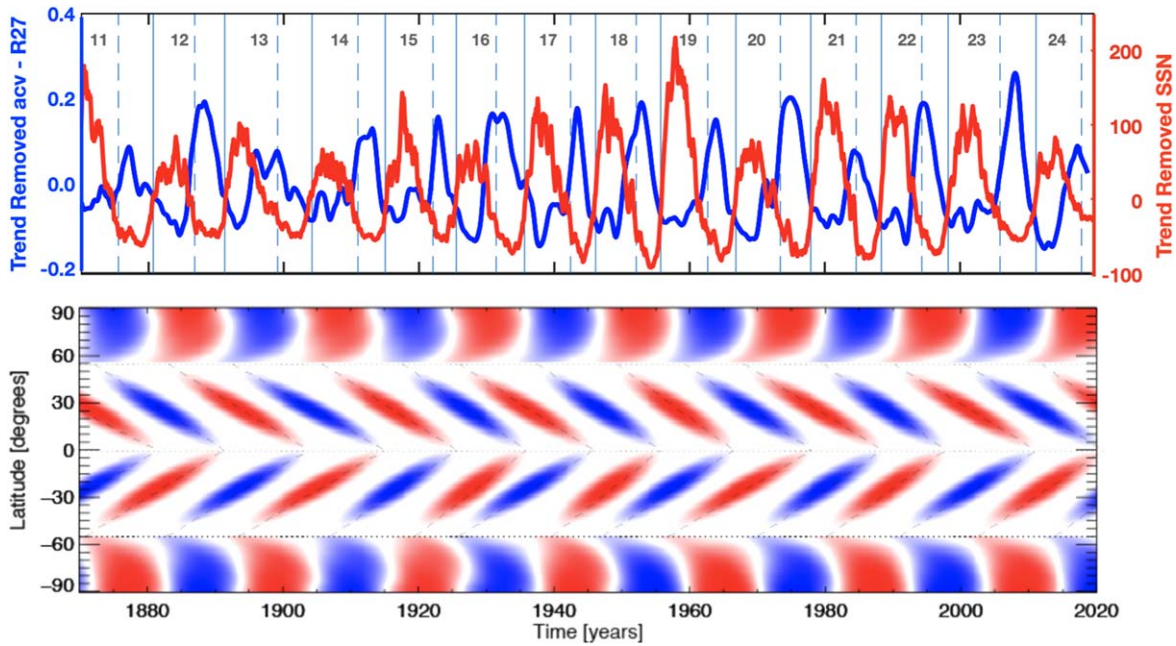 Trend Removed acv - R27
0.4
0.2
0.0
-0.2
11 12 13 14 15 16 17 18 19 20 21 22 23 24
200
100
0
-100
Trend Removed SSN
Latitude [degrees]
90
60
30
0
−30
−60
−90
1880 1900 1920 1940 1960 1980 2000 2020
Time [years]